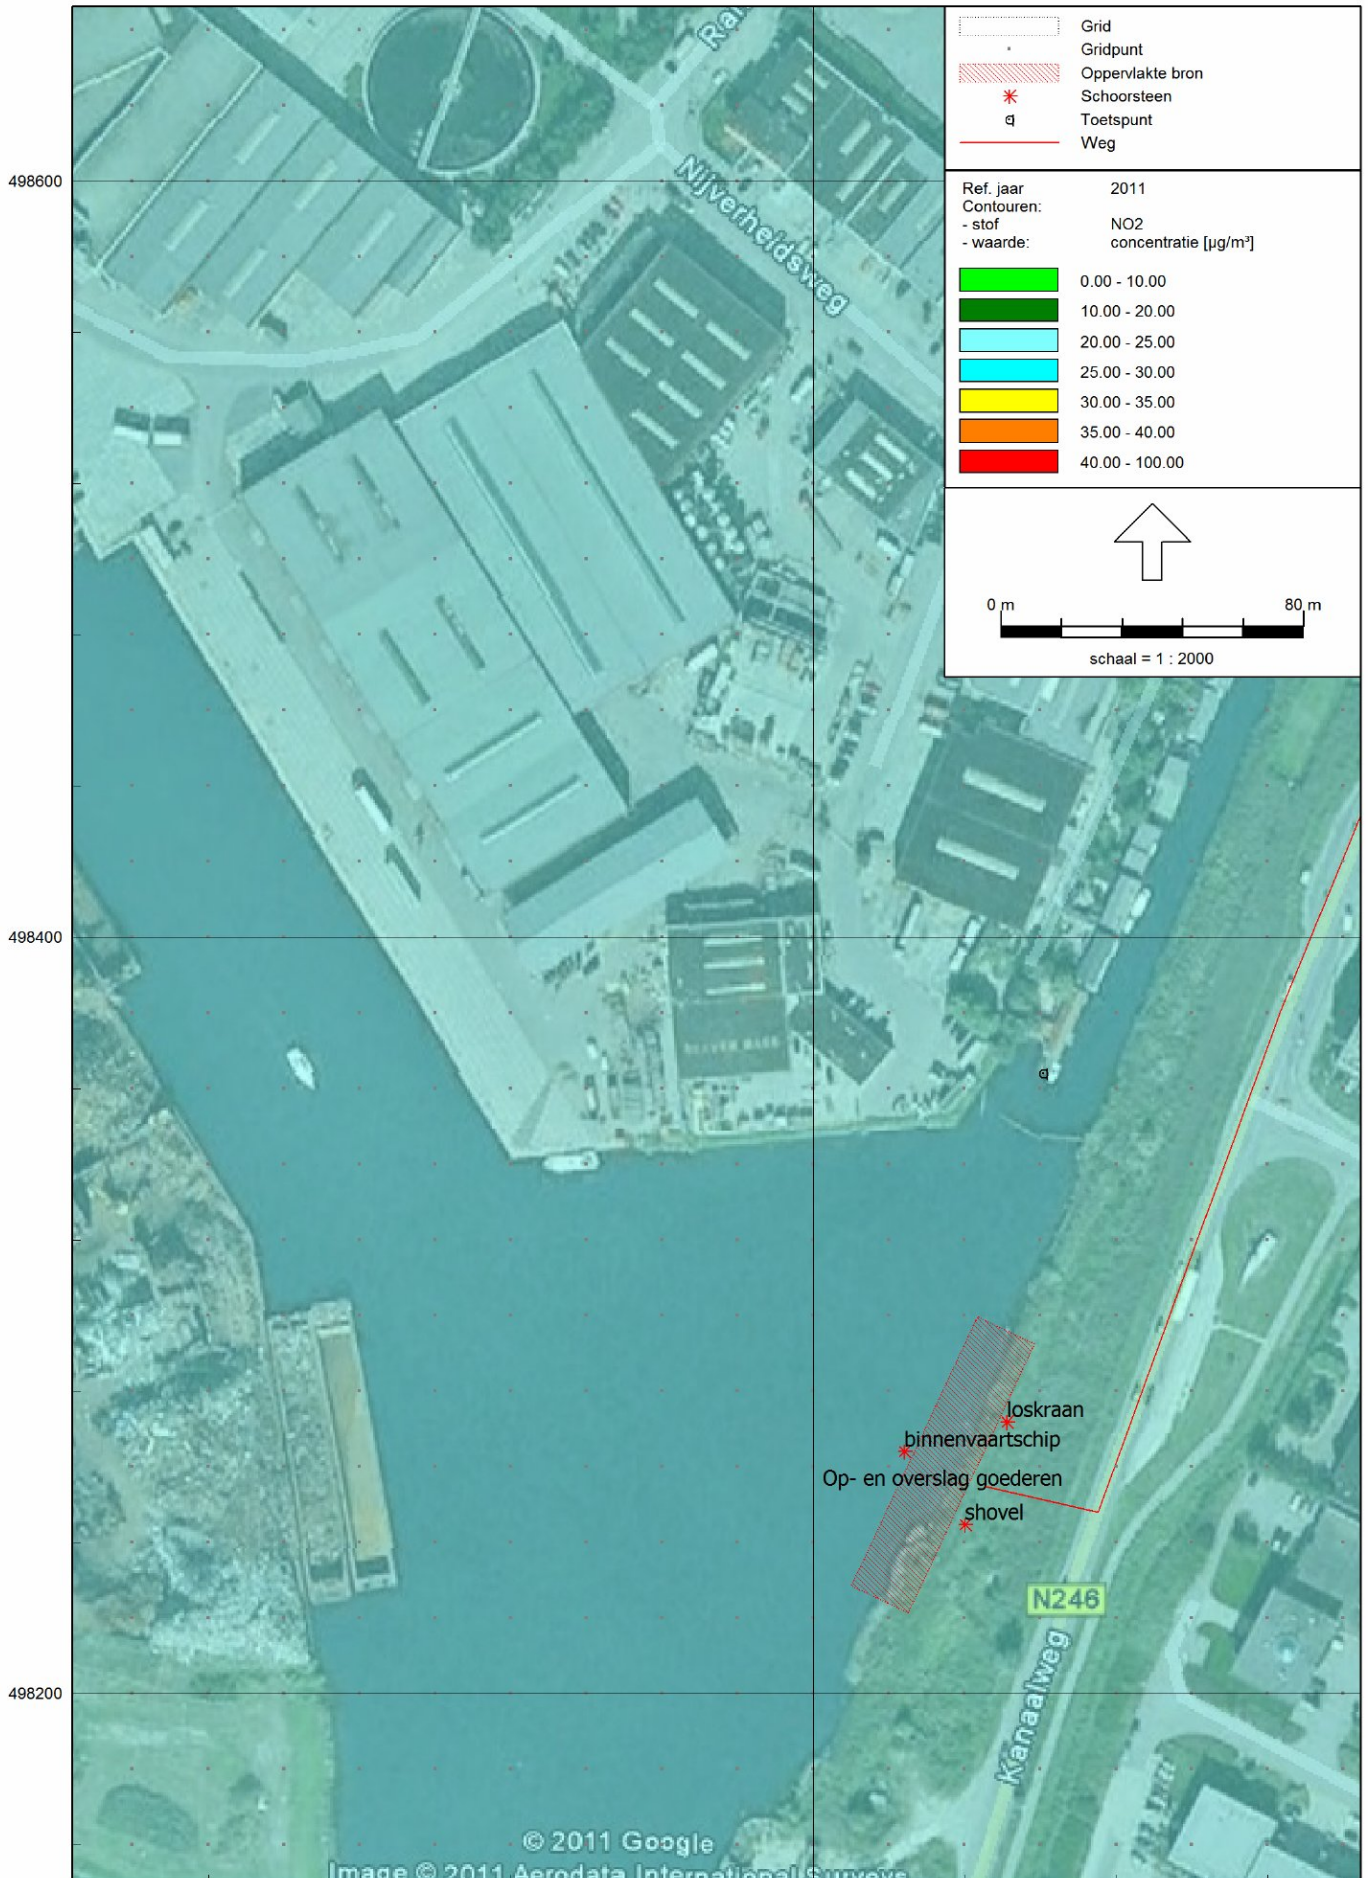 Grid
Gridpunt
Oppervlakte bron
Schoorsteen
Toetspunt
Weg
Ref. jaar 2011
Contouren:
- stof NO2
- waarde: concentratie [µg/m³]
0.00 - 10.00
10.00 - 20.00
20.00 - 25.00
25.00 - 30.00
30.00 - 35.00
35.00 - 40.00
40.00 - 100.00
0 m 80 m
schaal = 1 : 2000
498600
Nijverheidsweg
498400
loskraan
binnenvaartschip
Op- en overslag goederen
shovel
N246
Kanaalweg
498200
© 2011 Google
Image © 2011 Aerodata International Surveys